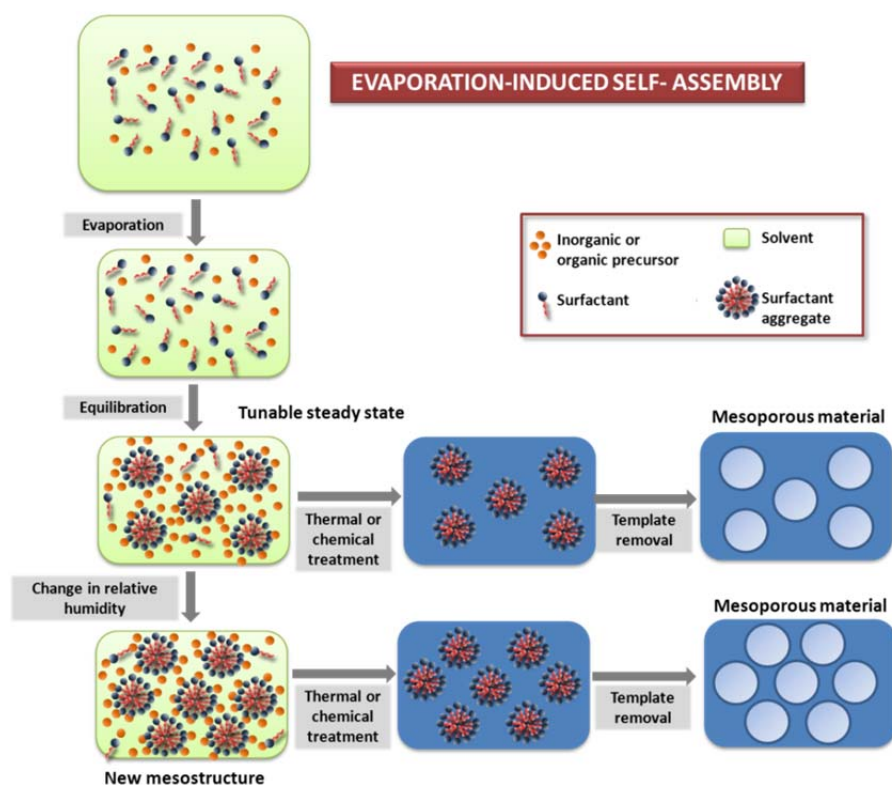 EVAPORATION-INDUCED SELF- ASSEMBLY
Evaporation
Inorganic or
organic precursor
Solvent
Surfactant
Surfactant
aggregate
Equilibration
Tunable steady state
Mesoporous material
Thermal or
chemical
treatment
Template
removal
Change in relative
humidity
Mesoporous material
Thermal or
chemical
treatment
Template
removal
New mesostructure